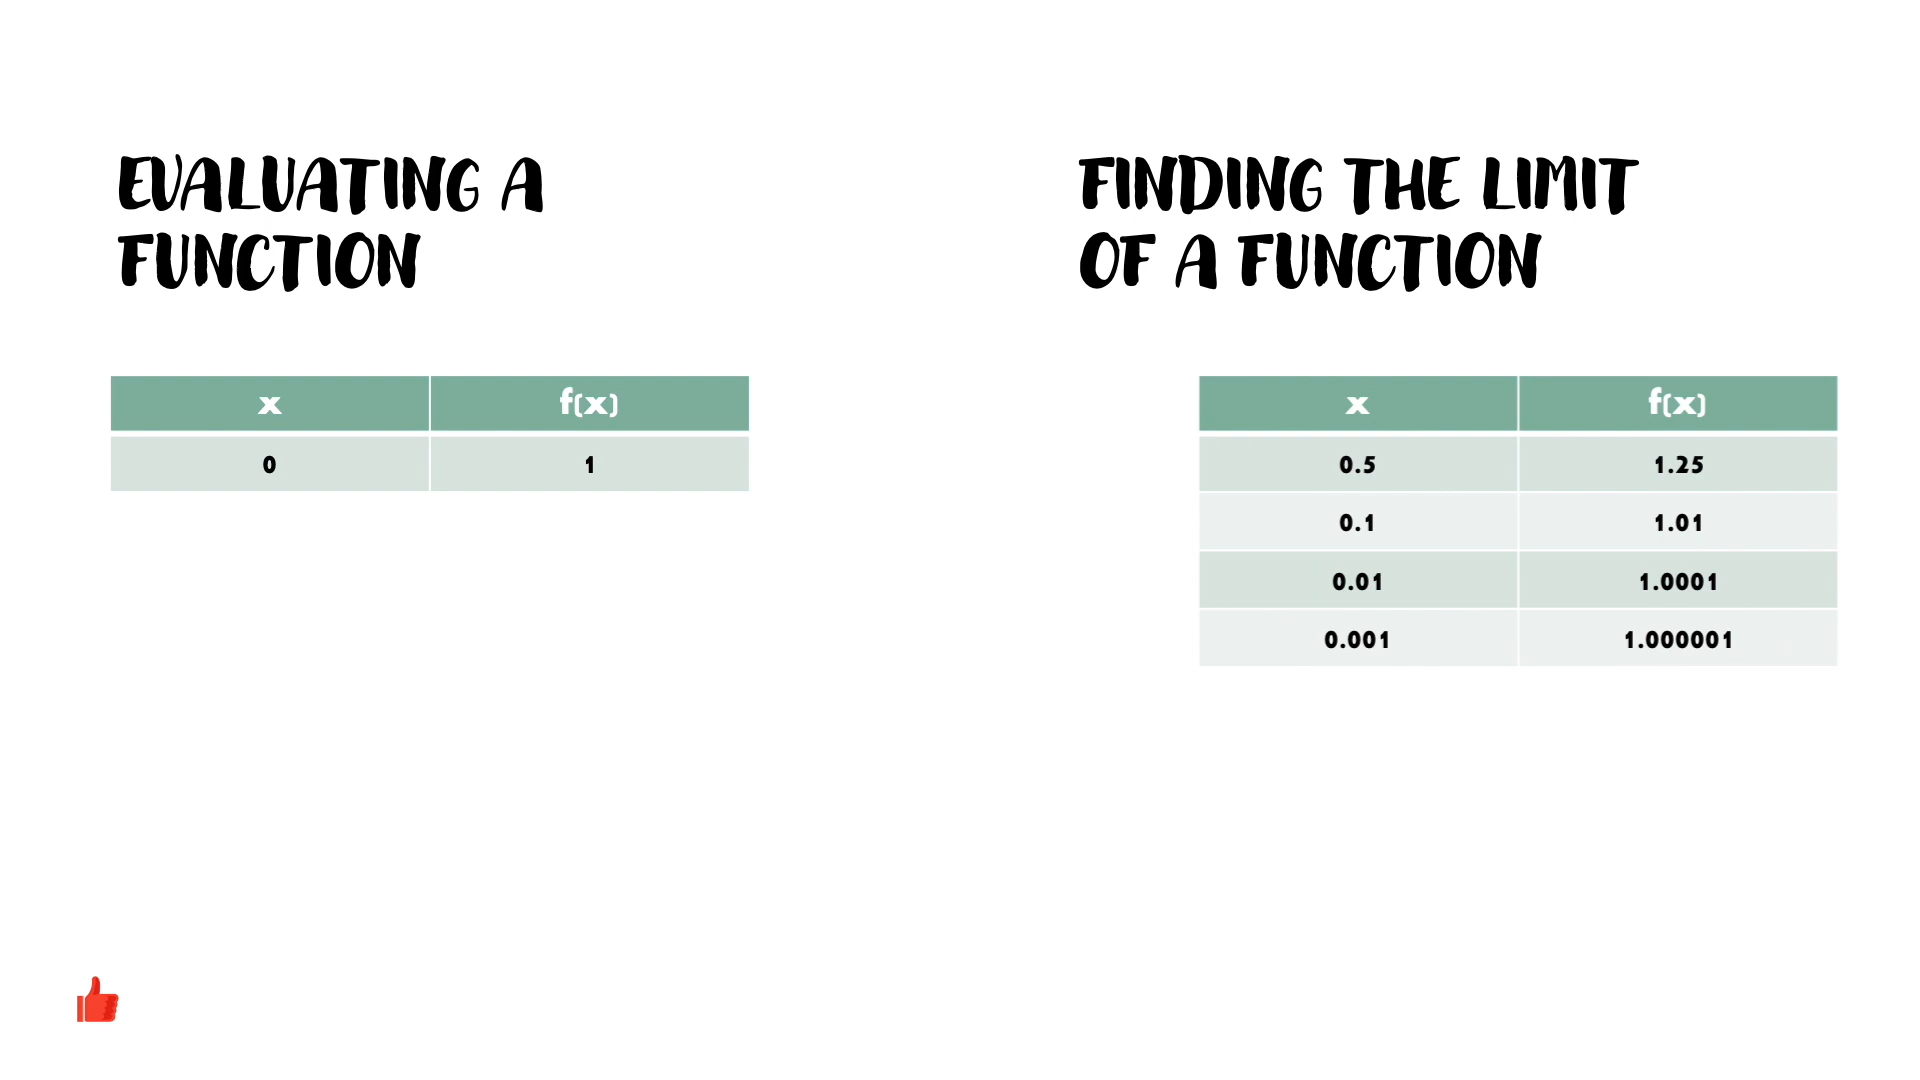 EVALUATING A
FUNCTION
x f(x)
0 1
FINDING THE LIMIT
OF A FUNCTION
x f(x)
0.5 1.25
0.1 1.01
0.01 1.0001
0.001 1.000001